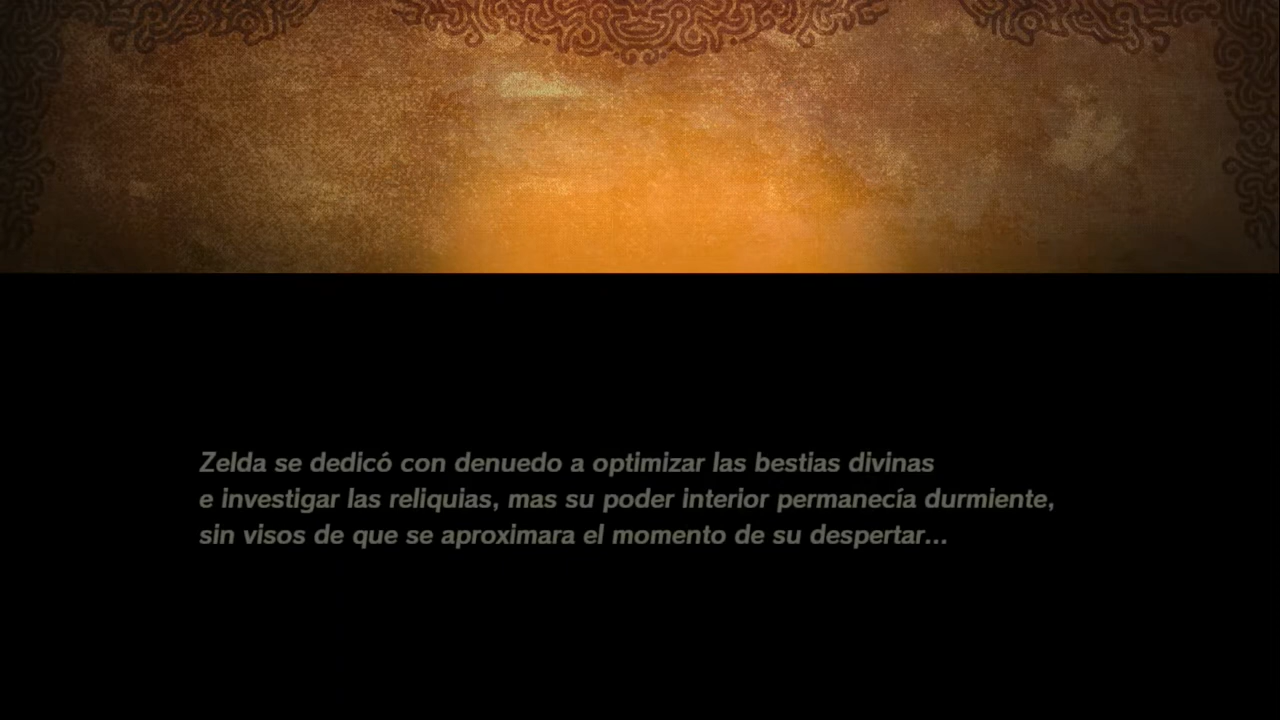 Zelda se dedicó con denuedo a optimizar las bestias divinas
e investigar las reliquias, mas su poder interior permanecía durmiente,
sin visos de que se aproximara el momento de su despertar...